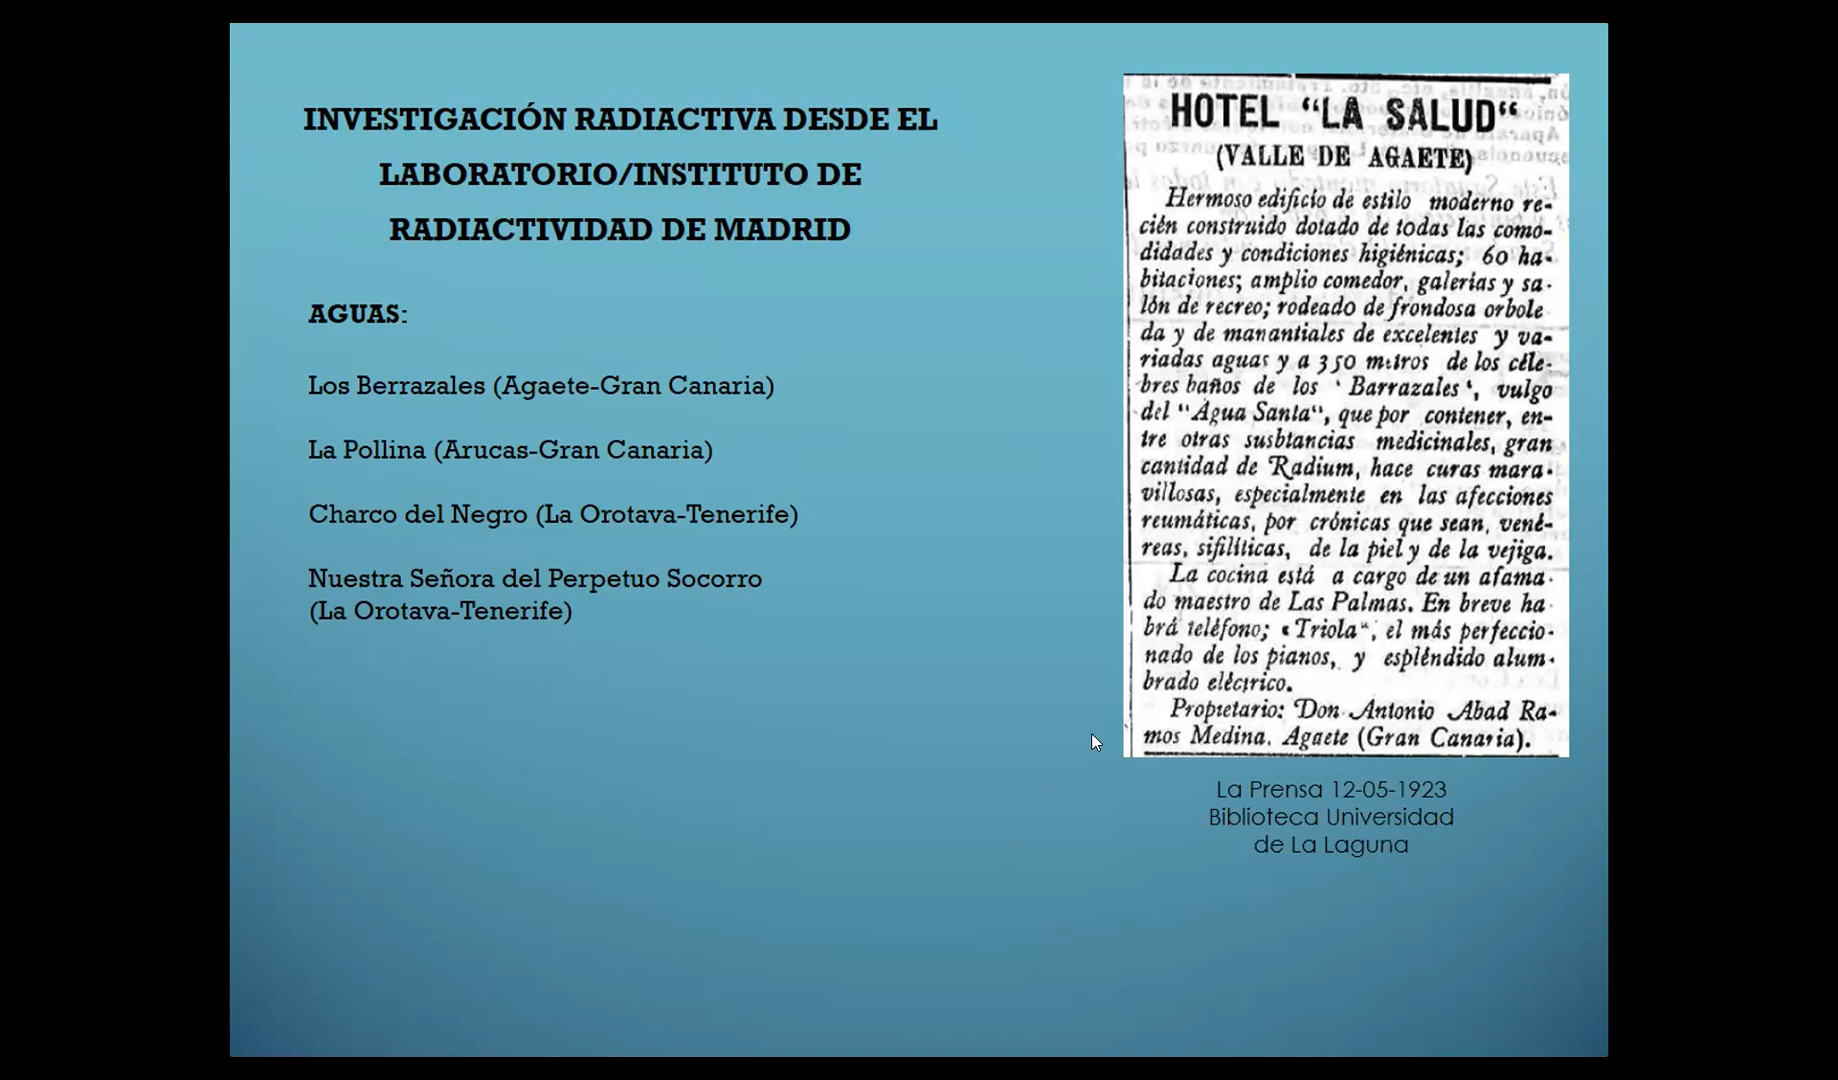 INVESTIGACIÓN RADIACTIVA DESDE EL
LABORATORIO/INSTITUTO DE
RADIACTIVIDAD DE MADRID
AGUAS:
Los Berrazales (Agaete-Gran Canaria)
La Pollina (Arucas-Gran Canaria)
Charco del Negro (La Orotava-Tenerife)
Nuestra Señora del Perpetuo Socorro
(La Orotava-Tenerife)
HOTEL “LA SALUD“
(VALLE DE AGAETE)
Hermoso edificio de estilo moderno re-
cién construido dotado de todas las como-
didades y condiciones higiénicas; 60 ha-
bitaciones; amplio comedor, galerías y sa-
lón de recreo; rodeado de frondosa orbole
da y de manantiales de excelentes y va-
riadas aguas y a 350 metros de los céle-
bres baños de los ‘Barrazales‘, vulgo
del “Agua Santa“, que por contener, en-
tre otras susbtancias medicinales, gran
cantidad de Radium, hace curas mara-
villosas, especialmente en las afecciones
reumáticas, por crónicas que sean, vené-
reas, sifilíticas, de la piel y de la vejiga.
La cocina está a cargo de un afama-
do maestro de Las Palmas. En breve ha-
brá teléfono; «Triola“, el más perfeccio-
nado de los pianos, y espléndido alum-
brado eléctrico.
Propietario: Don Antonio Abad Ra-
mos Medina. Agaete (Gran Canaria).
La Prensa 12-05-1923
Biblioteca Universidad
de La Laguna